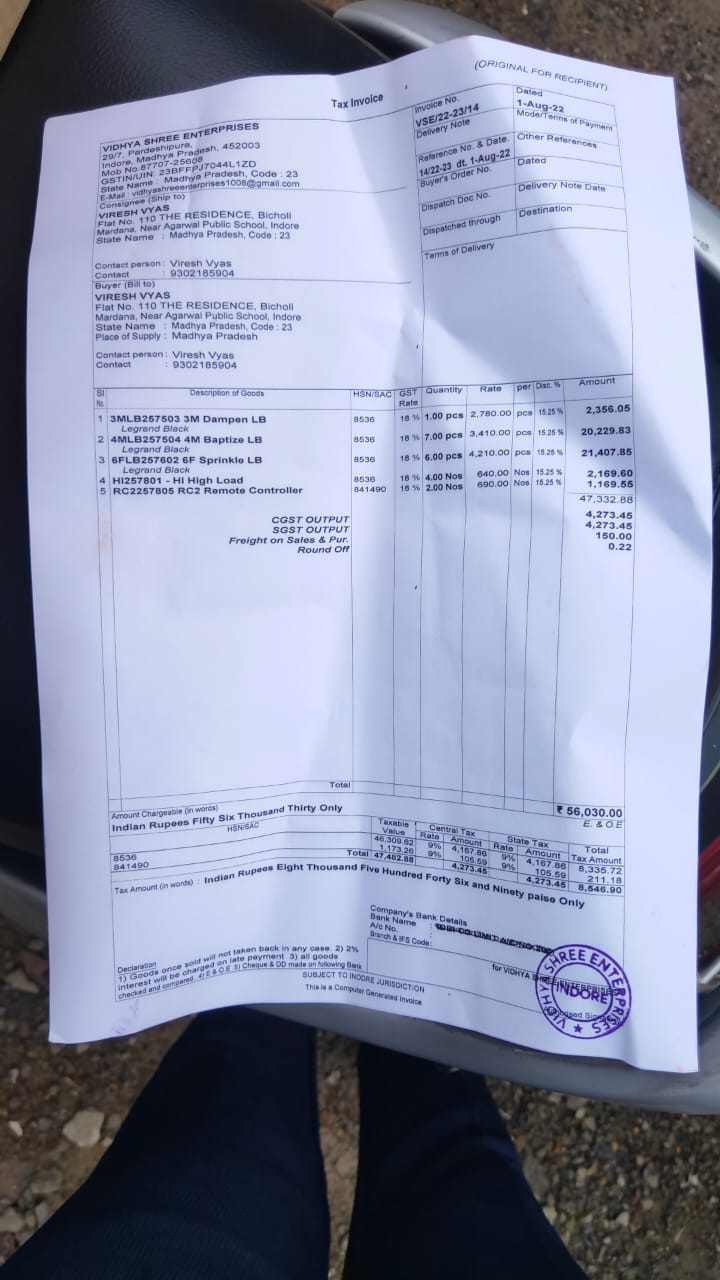 (ORIGINAL FOR RECIPIENT)
Tax Invoice
VIDHYA SHREE ENTERPRISES
29/7, Pardeshipura,
Indore, Madhya Pradesh, 452003
Mob No.87707-25608
GSTIN/UIN: 23BFFPJ7044L1ZD
State Name : Madhya Pradesh, Code : 23
E-Mail : vidhyashreeenterprises1008@gmail.com
Invoice No.
VSE/22-23/14
Dated
1-Aug-22
Delivery Note
Mode/Terms of Payment
Reference No. & Date.
14/22-23 dt. 1-Aug-22
Other References
Buyer's Order No.
Dated
Dispatch Doc No.
Delivery Note Date
Dispatched through
Destination
Terms of Delivery
Consignee (Ship to)
VIRESH VYAS
Flat No. 110 THE RESIDENCE, Bicholi
Mardana, Near Agarwal Public School, Indore
State Name : Madhya Pradesh, Code : 23
Contact person : Viresh Vyas
Contact : 9302185904
Buyer (Bill to)
VIRESH VYAS
Flat No. 110 THE RESIDENCE, Bicholi
Mardana, Near Agarwal Public School, Indore
State Name : Madhya Pradesh, Code : 23
Place of Supply : Madhya Pradesh
Contact person : Viresh Vyas
Contact : 9302185904
Sl No. Description of Goods HSN/SAC GST Rate Quantity Rate per Disc. % Amount
1 3MLB257503 3M Dampen LB 8536 18 % 1.00 pcs 2,780.00 pcs 15.25 % 2,356.05
Legrand Black
2 4MLB257504 4M Baptize LB 8536 18 % 7.00 pcs 3,410.00 pcs 15.25 % 20,229.83
Legrand Black
3 6FLB257602 6F Sprinkle LB 8536 18 % 6.00 pcs 4,210.00 pcs 15.25 % 21,407.85
Legrand Black
4 HI257801 - HI High Load 8536 18 % 4.00 Nos 640.00 Nos 15.25 % 2,169.60
5 RC2257805 RC2 Remote Controller 841490 18 % 2.00 Nos 690.00 Nos 15.25 % 1,169.55
47,332.88
CGST OUTPUT 4,273.45
SGST OUTPUT 4,273.45
Freight on Sales & Pur. 150.00
Round Off 0.22
Total ₹ 56,030.00
Amount Chargeable (in words) E. & O.E
Indian Rupees Fifty Six Thousand Thirty Only
HSN/SAC Taxable Value Central Tax Rate Amount State Tax Rate Amount Total Tax Amount
8536 46,309.62 9% 4,167.86 9% 4,167.86 8,335.72
841490 1,173.26 9% 105.59 9% 105.59 211.18
Total 47,482.88 4,273.45 4,273.45 8,546.90
Tax Amount (in words) : Indian Rupees Eight Thousand Five Hundred Forty Six and Ninety paise Only
Company's Bank Details
Bank Name :
A/c No. :
Branch & IFS Code:
Declaration
1) Goods once sold will not taken back in any case. 2) 2%
interest will be charged on late payment 3) all goods
checked and compared. 4) E & O.E 5) Cheque & DD made on following Bank
for VIDHYA SHREE ENTERPRISES
VIDHYA SHREE ENTERPRISES
INDORE
SUBJECT TO INDORE JURISDICTION
This is a Computer Generated Invoice